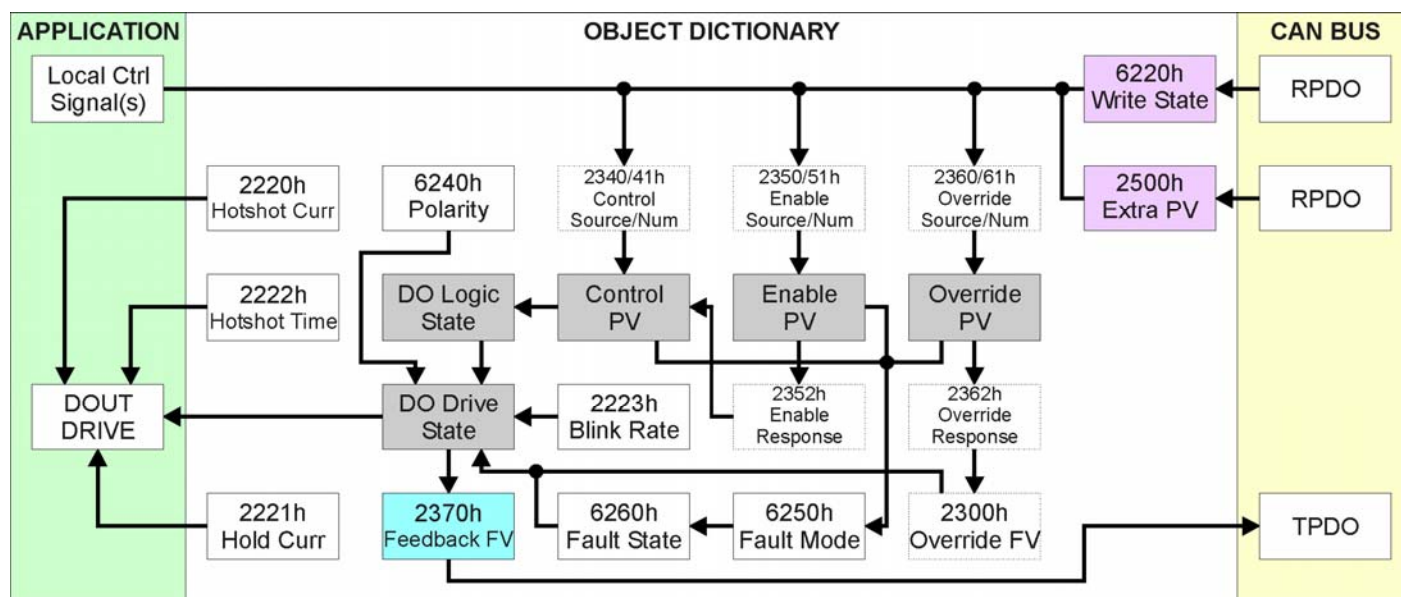 APPLICATION
OBJECT DICTIONARY
CAN BUS
Local Ctrl
Signal(s)
6220h
Write State
RPDO
2220h
Hotshot Curr
6240h
Polarity
2340/41h
Control
Source/Num
2350/51h
Enable
Source/Num
2360/61h
Override
Source/Num
2500h
Extra PV
RPDO
2222h
Hotshot Time
DO Logic
State
Control
PV
Enable
PV
Override
PV
DOUT
DRIVE
DO Drive
State
2223h
Blink Rate
2352h
Enable
Response
2362h
Override
Response
2221h
Hold Curr
2370h
Feedback FV
6260h
Fault State
6250h
Fault Mode
2300h
Override FV
TPDO